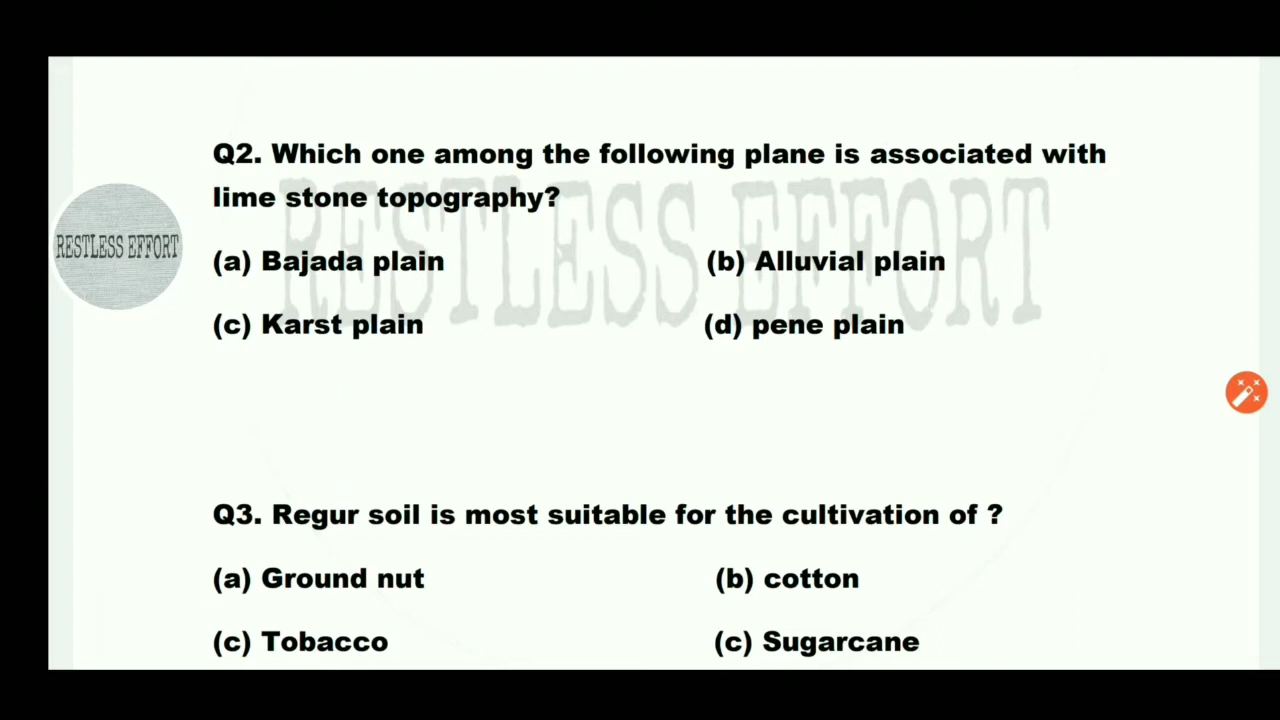 Q2. Which one among the following plane is associated with
lime stone topography?
RESTLESS EFFORT
RESTLESS EFFORT
(a) Bajada plain (b) Alluvial plain
(c) Karst plain (d) pene plain
Q3. Regur soil is most suitable for the cultivation of ?
(a) Ground nut (b) cotton
(c) Tobacco (c) Sugarcane